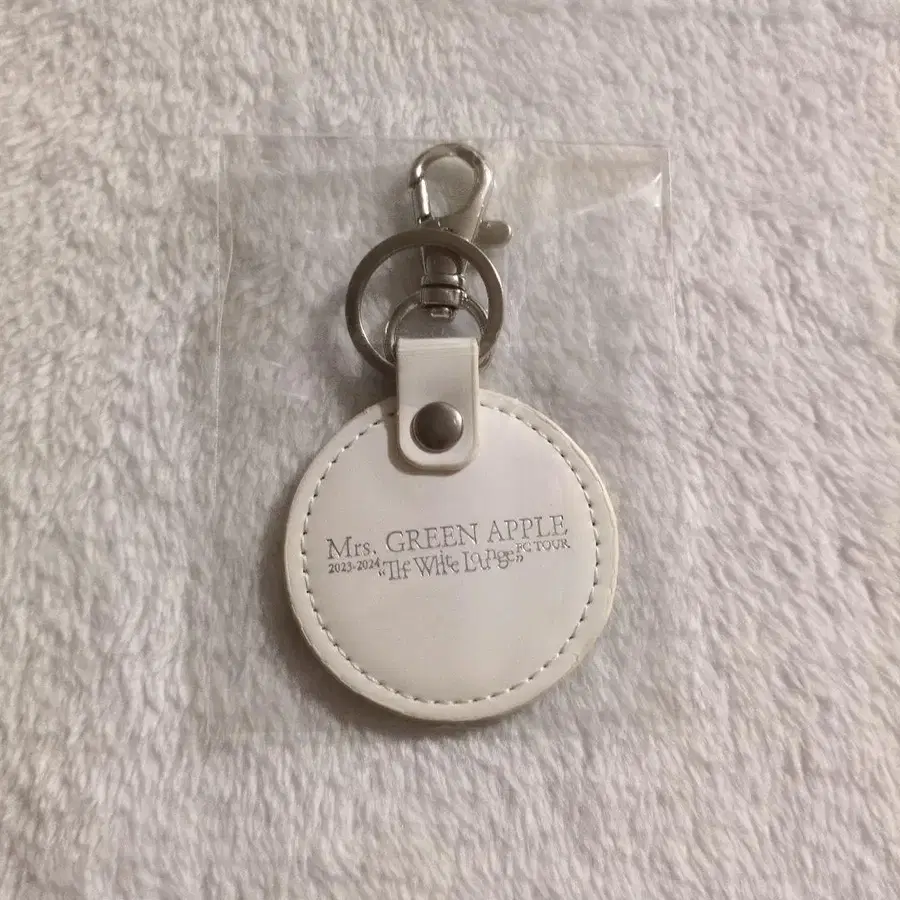 Mrs. GREEN APPLE
2023-2024 "The White Lounge" FC TOUR